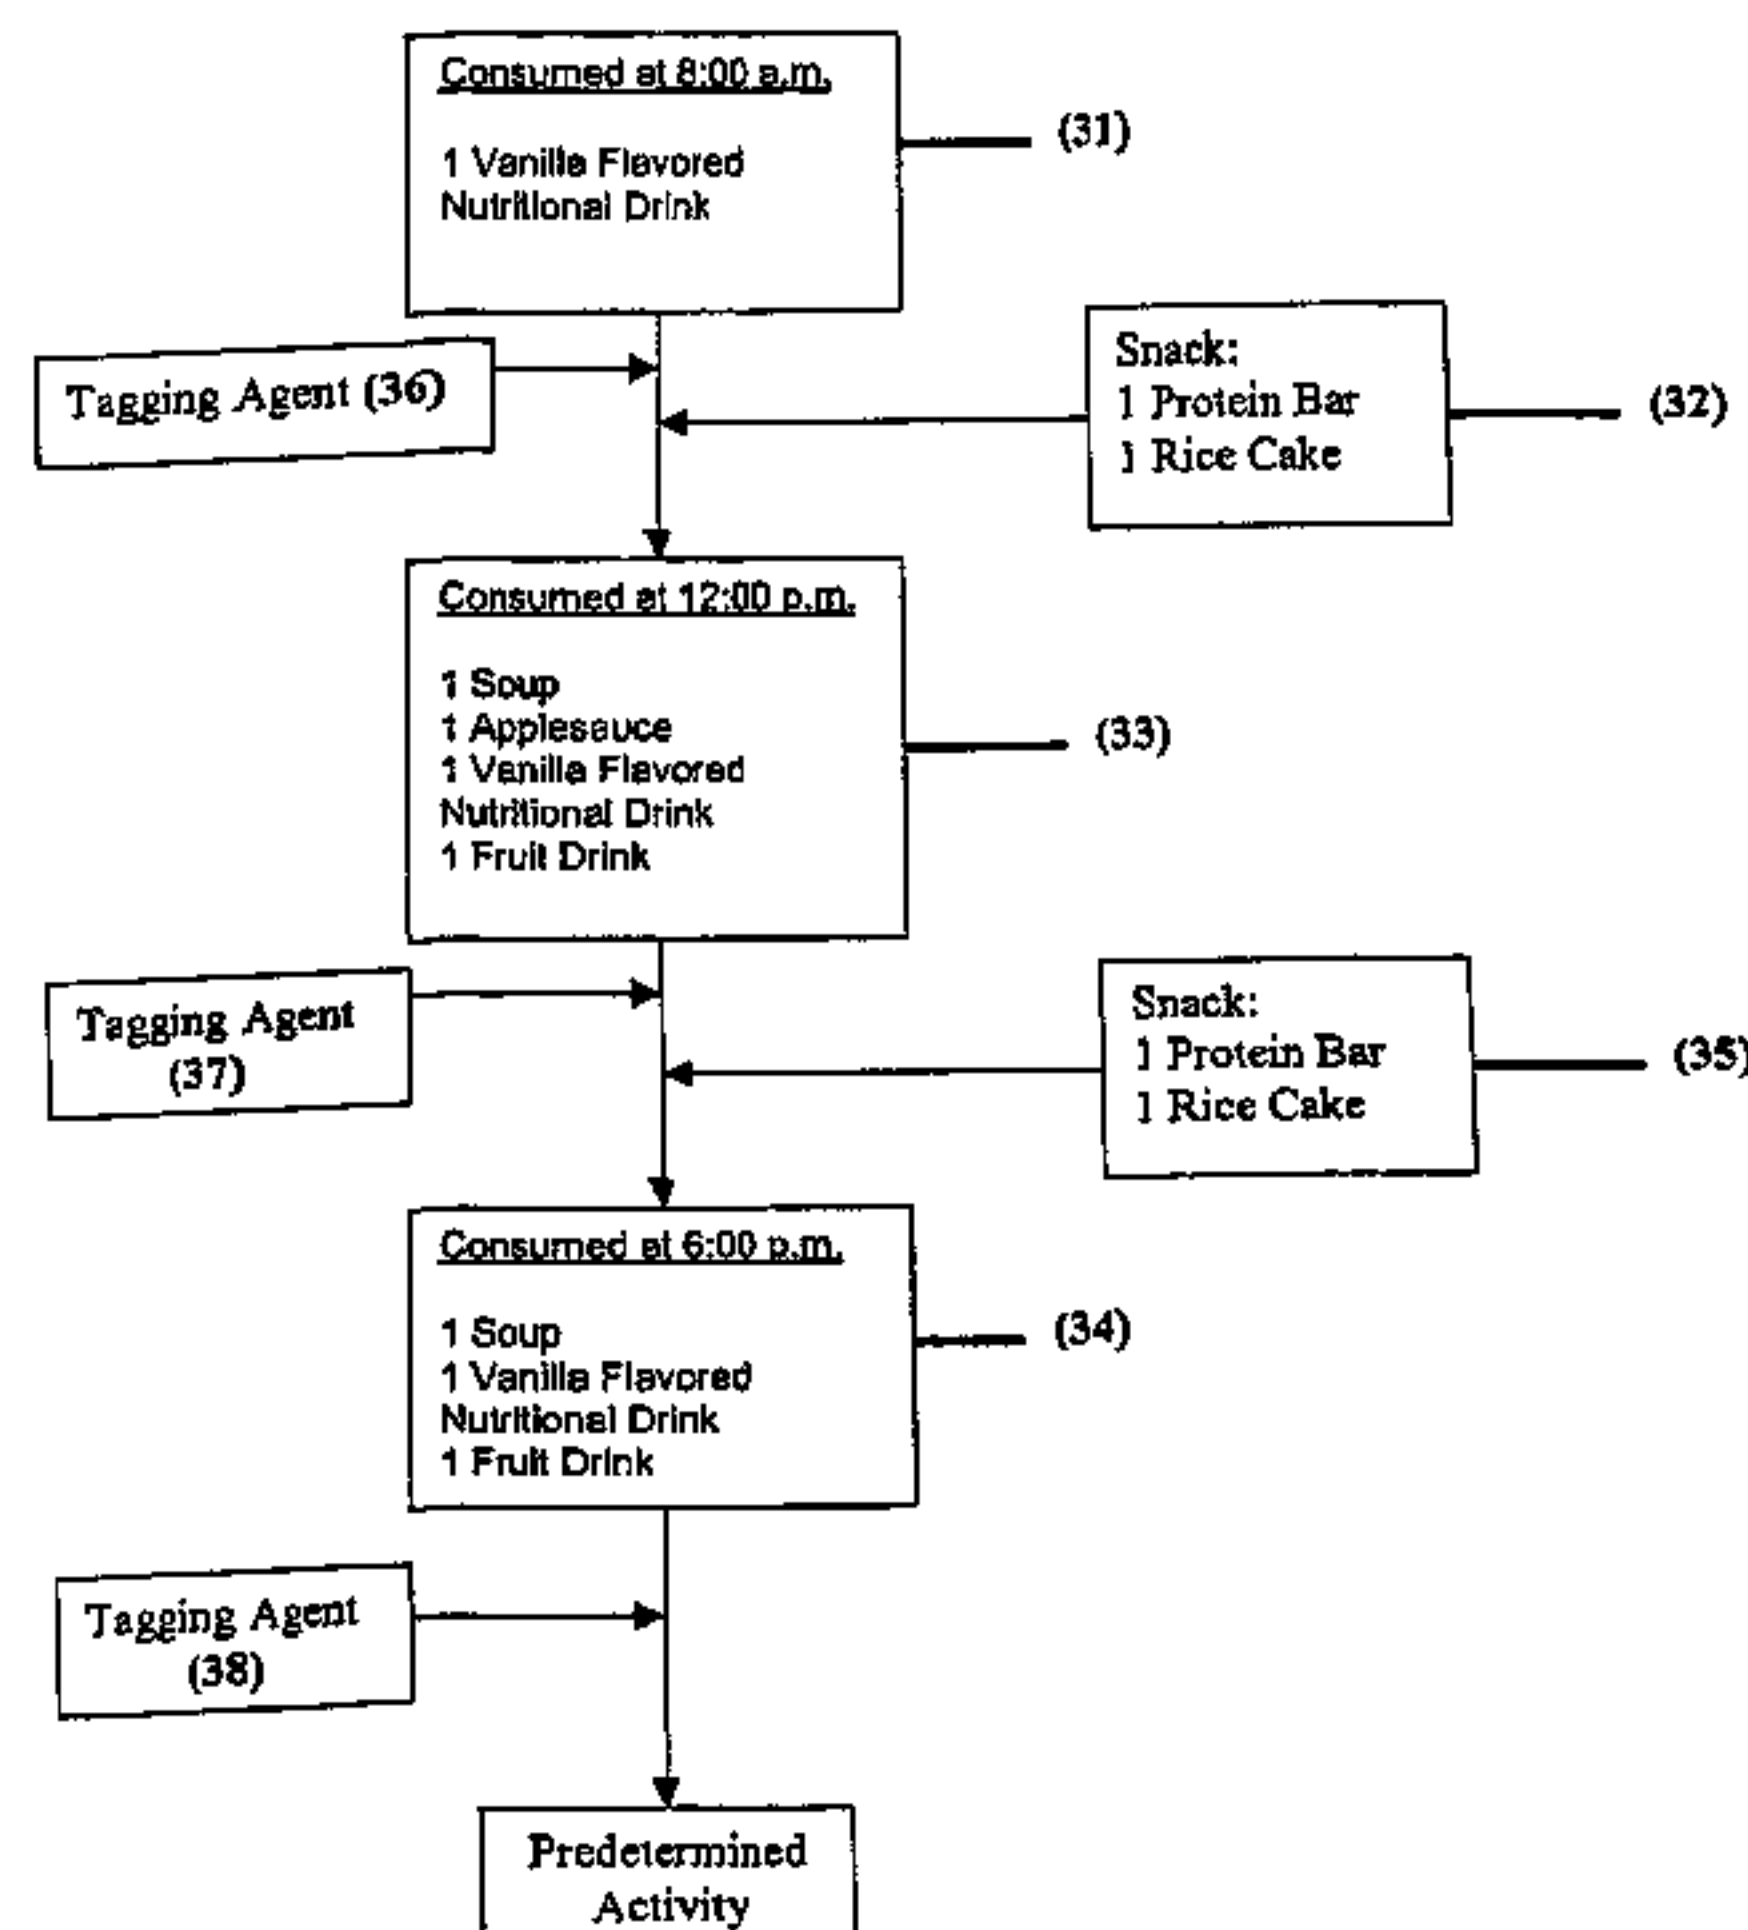 Consumed at 8:00 a.m.
1 Vanilla Flavored
Nutritional Drink
(31)
Tagging Agent (36)
Snack:
1 Protein Bar
1 Rice Cake
(32)
Consumed at 12:00 p.m.
1 Soup
1 Applesauce
1 Vanilla Flavored
Nutritional Drink
1 Fruit Drink
(33)
Tagging Agent
(37)
Snack:
1 Protein Bar
1 Rice Cake
(35)
Consumed at 6:00 p.m.
1 Soup
1 Vanilla Flavored
Nutritional Drink
1 Fruit Drink
(34)
Tagging Agent
(38)
Predetermined
Activity